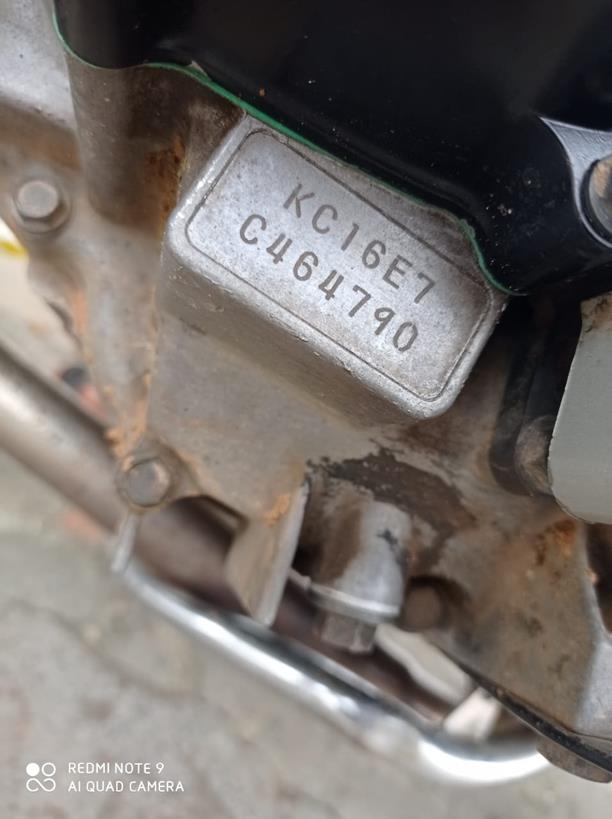 KC16E7
C464790
REDMI NOTE 9
AI QUAD CAMERA